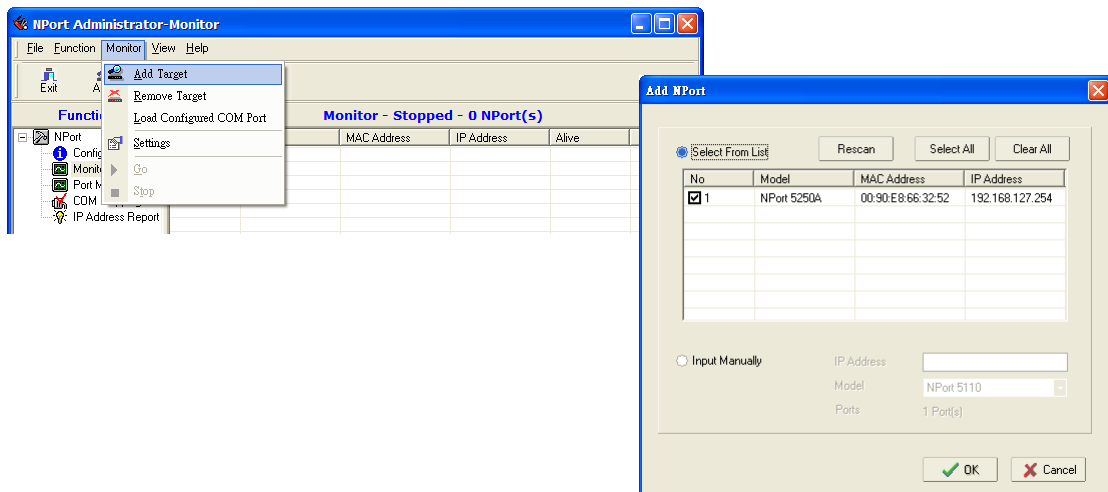 NPort Administrator-Monitor
File Function Monitor View Help
Exit
Add Target
Remove Target
Load Configured COM Port
Settings
Go
Stop
Monitor - Stopped - 0 NPort(s)
MAC Address IP Address Alive
NPort
COM
IP Address Report
Add NPort
Select From List Rescan Select All Clear All
No Model MAC Address IP Address
1 NPort 5250A 00:90:E8:66:32:52 192.168.127.254
Input Manually IP Address
Model NPort 5110
Ports 1 Port(s)
OK Cancel